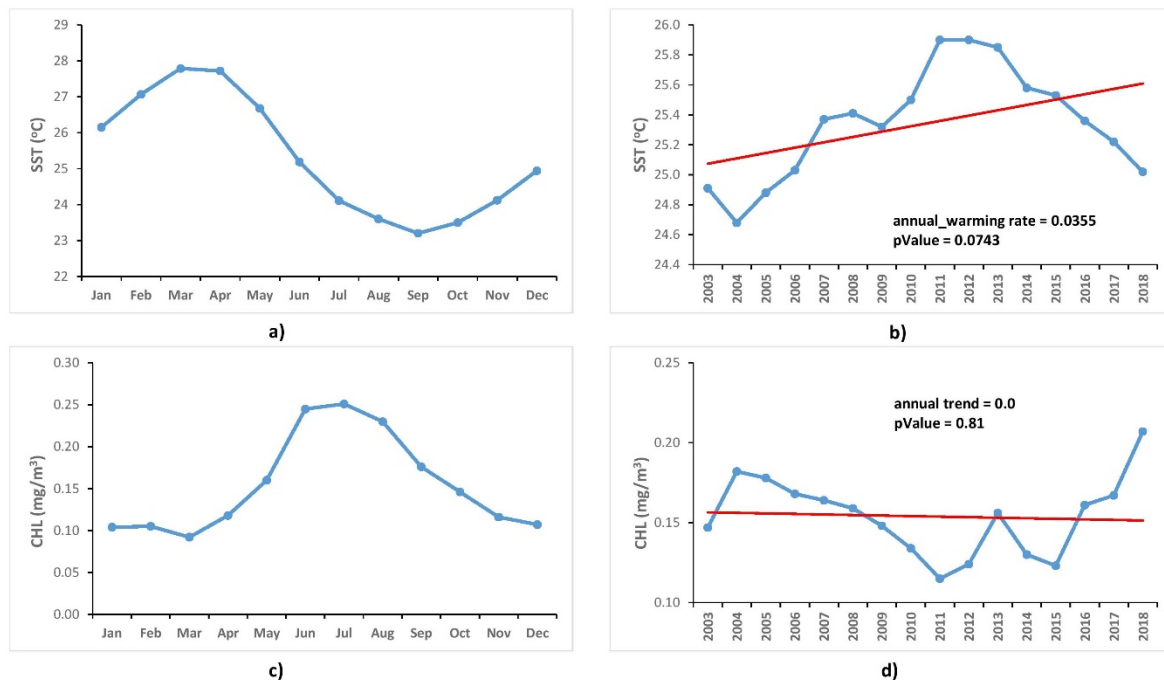 29
28
27
26
25
24
23
22
SST (°C)
Jan Feb Mar Apr May Jun Jul Aug Sep Oct Nov Dec
a)
26.0
25.8
25.6
25.4
25.2
25.0
24.8
24.6
24.4
SST (°C)
annual_warming rate = 0.0355
pValue = 0.0743
2003 2004 2005 2006 2007 2008 2009 2010 2011 2012 2013 2014 2015 2016 2017 2018
b)
0.30
0.25
0.20
0.15
0.10
0.05
0.00
CHL (mg/m³)
Jan Feb Mar Apr May Jun Jul Aug Sep Oct Nov Dec
c)
0.25
0.20
0.15
0.10
CHL (mg/m³)
annual trend = 0.0
pValue = 0.81
2003 2004 2005 2006 2007 2008 2009 2010 2011 2012 2013 2014 2015 2016 2017 2018
d)